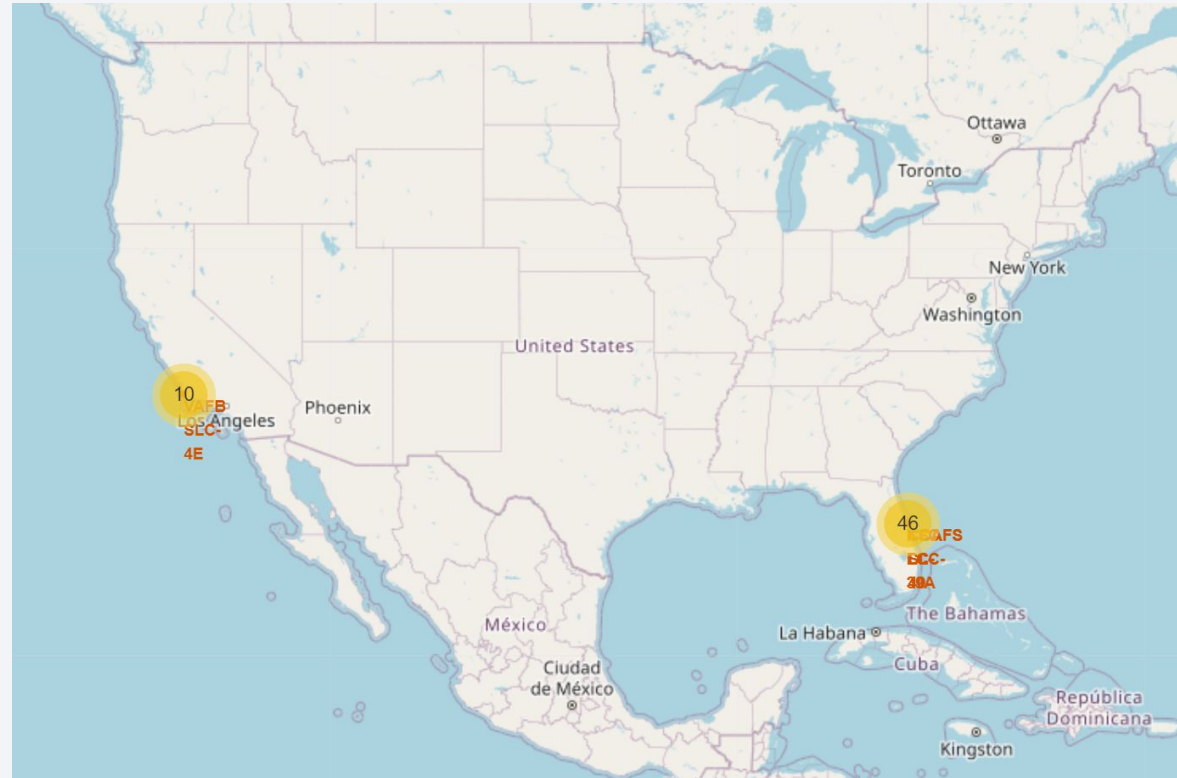 Ottawa
Toronto
New York
Washington
United States
10
VAFB
SLC-
4E
Los Angeles
Phoenix
46
The Bahamas
México
La Habana
Cuba
Ciudad
de México
República
Dominicana
Kingston